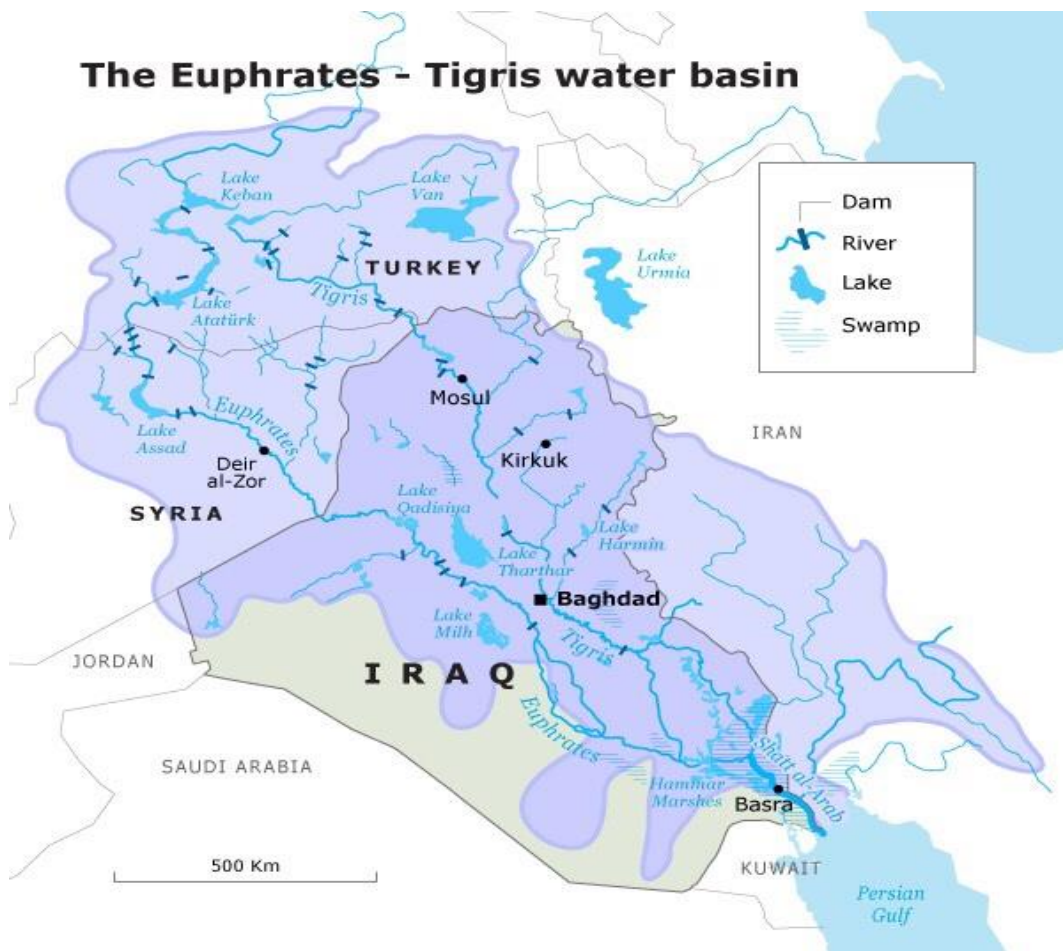 The Euphrates - Tigris water basin
Lake
Keban
Lake
Van
Dam
River
Lake
Swamp
Lake
Urmia
TURKEY
Tigris
Lake
Atatürk
Mosul
Euphrates
Lake
Assad
IRAN
Kirkuk
Deir
al-Zor
SYRIA
Lake
Qadisiya
Lake
Harmin
Lake
Tharthar
Baghdad
Lake
Milh
Tigris
JORDAN
IRAQ
Euphrates
SAUDI ARABIA
Shatt al-Arab
Hammar
Marshes
Basra
500 Km
KUWAIT
Persian
Gulf